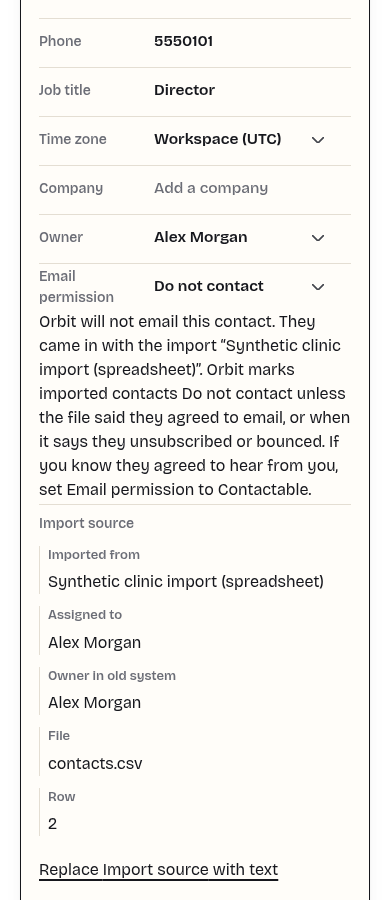 Phone 5550101
Job title Director
Time zone Workspace (UTC)
Company Add a company
Owner Alex Morgan
Email permission Do not contact
Orbit will not email this contact. They
came in with the import “Synthetic clinic
import (spreadsheet)”. Orbit marks
imported contacts Do not contact unless
the file said they agreed to email, or when
it says they unsubscribed or bounced. If
you know they agreed to hear from you,
set Email permission to Contactable.
Import source
Imported from
Synthetic clinic import (spreadsheet)
Assigned to
Alex Morgan
Owner in old system
Alex Morgan
File
contacts.csv
Row
2
Replace Import source with text